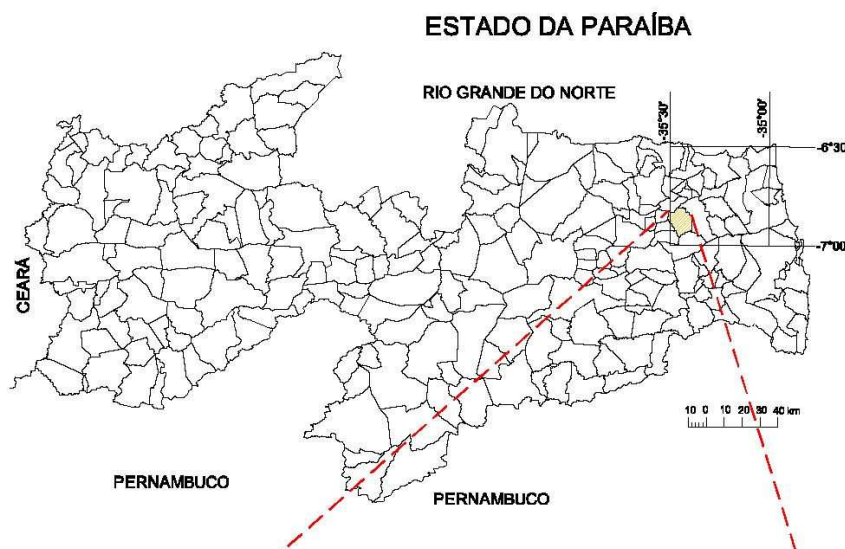 ESTADO DA PARAÍBA
RIO GRANDE DO NORTE
-35°30'
-35°00'
-6°30
-7°00
CEARÁ
10 0 10 20 30 40 km
PERNAMBUCO
PERNAMBUCO